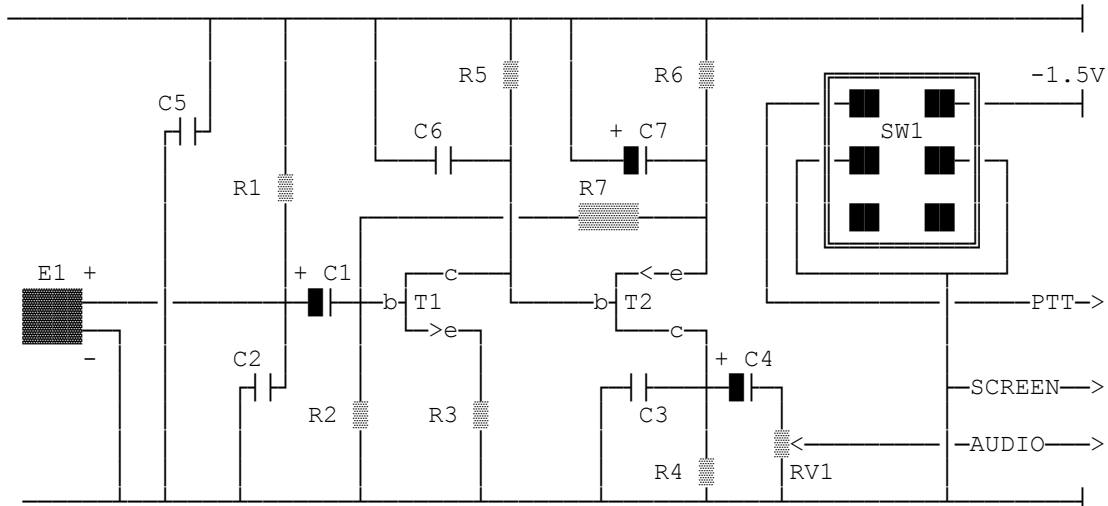 R5 R6 -1.5V
C5
+ C7 SW1
C6
R1 R7
E1 + + C1 c < e
b T1 b T2 PTT >
>e c
- C2 + C4
SCREEN >
R2 R3 C3
< AUDIO >
R4 RV1